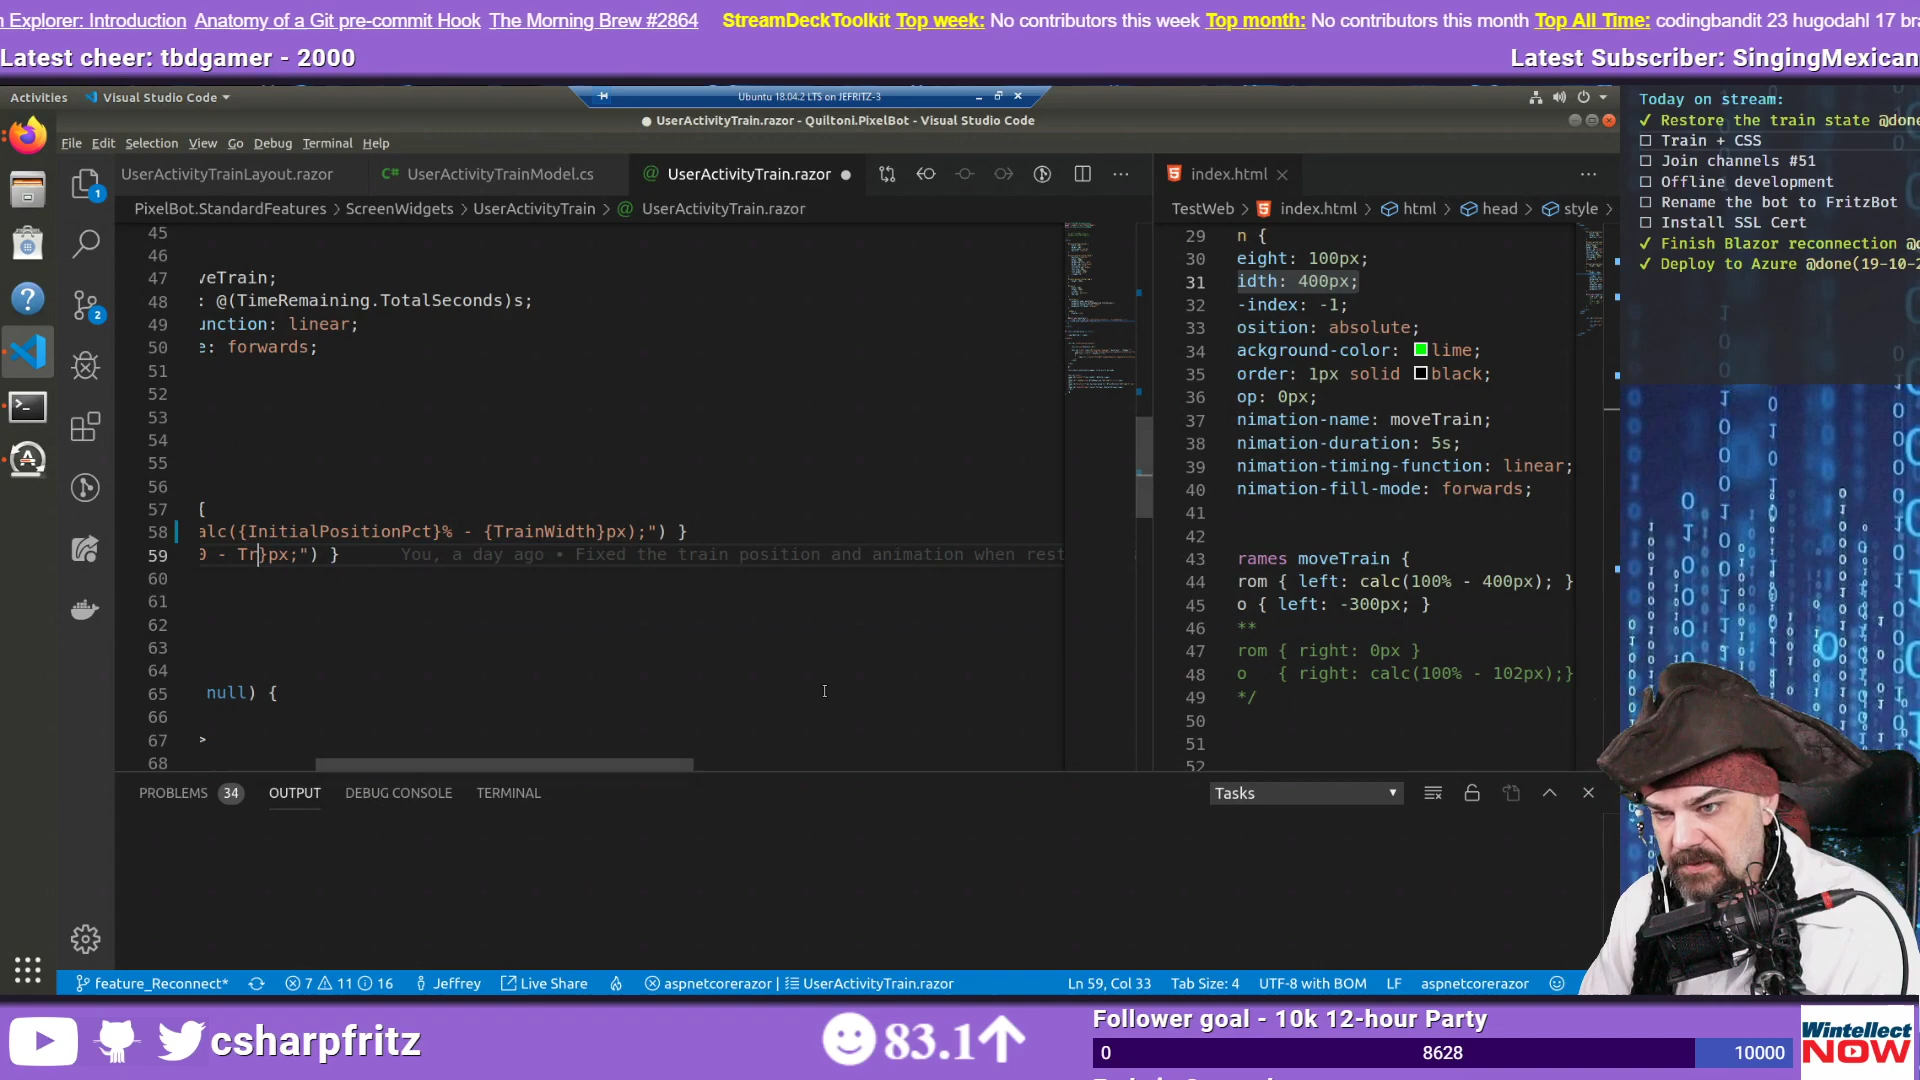 Explorer: Introduction Anatomy of a Git pre-commit Hook The Morning Brew #2864 StreamDeckToolkit Top week: No contributors this week Top month: No contributors this month Top All Time: codingbandit 23 hugodahl 17
Latest cheer: tbdgamer - 2000
Latest Subscriber: SingingMexican
Activities Visual Studio Code
Ubuntu 18.04.2 LTS on JEFRITZ-3
UserActivityTrain.razor - Quiltoni.PixelBot - Visual Studio Code
File Edit Selection View Go Debug Terminal Help
UserActivityTrainLayout.razor C# UserActivityTrainModel.cs @ UserActivityTrain.razor ●
PixelBot.StandardFeatures > ScreenWidgets > UserActivityTrain > @ UserActivityTrain.razor
45
46
47 veTrain;
48 : @(TimeRemaining.TotalSeconds)s;
49 unction: linear;
50 e: forwards;
51
52
53
54
55
56
57 {
58 alc({InitialPositionPct}% - {TrainWidth}px);") }
59 0 - Tr}px;") } You, a day ago • Fixed the train position and animation when rest
60
61
62
63
64
65 null) {
66
67 >
68
index.html
TestWeb > index.html > html > head > style >
29 n {
30 eight: 100px;
31 idth: 400px;
32 -index: -1;
33 osition: absolute;
34 ackground-color: lime;
35 order: 1px solid black;
36 op: 0px;
37 nimation-name: moveTrain;
38 nimation-duration: 5s;
39 nimation-timing-function: linear;
40 nimation-fill-mode: forwards;
41
42
43 rames moveTrain {
44 rom { left: calc(100% - 400px); }
45 o { left: -300px; }
46 **
47 rom { right: 0px }
48 o { right: calc(100% - 102px);}
49 */
50
51
52
PROBLEMS 34 OUTPUT DEBUG CONSOLE TERMINAL
Tasks
feature_Reconnect* 7 11 16 Jeffrey Live Share aspnetcorerazor | UserActivityTrain.razor Ln 59, Col 33 Tab Size: 4 UTF-8 with BOM LF aspnetcorerazor
Today on stream:
✓ Restore the train state @done
☐ Train + CSS
☐ Join channels #51
☐ Offline development
☐ Rename the bot to FritzBot
☐ Install SSL Cert
✓ Finish Blazor reconnection
✓ Deploy to Azure @done(19-10-2
csharpfritz
83.1
Follower goal - 10k 12-hour Party
0 8628 10000
Wintellect
NOW